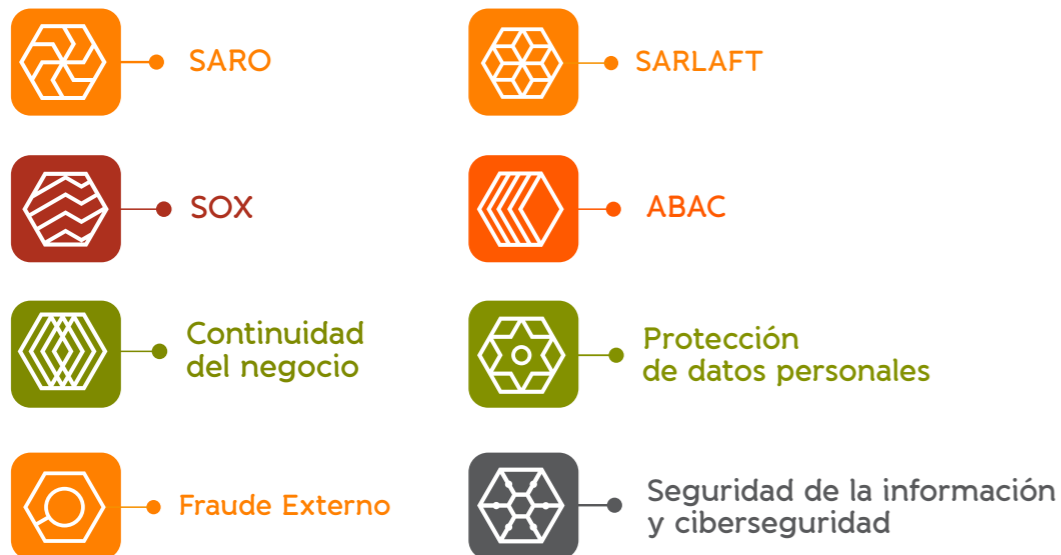 SARO
SARLAFT
SOX
ABAC
Continuidad
del negocio
Protección
de datos personales
Fraude Externo
Seguridad de la información
y ciberseguridad